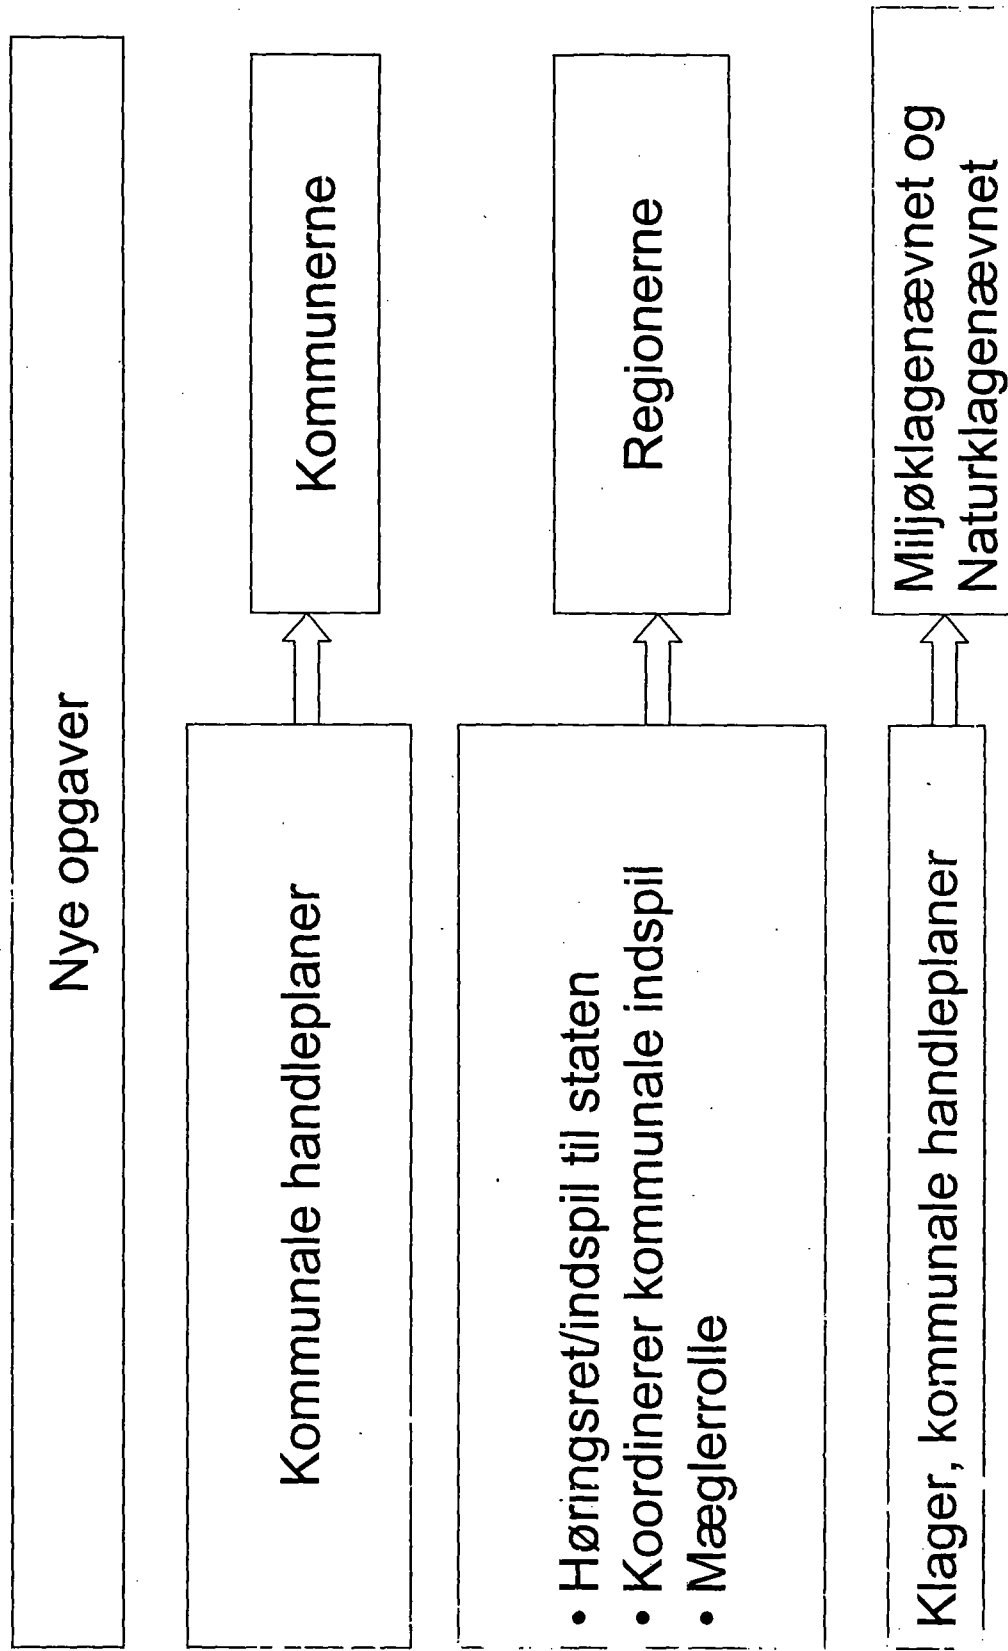 Nye opgaver
Kommunale handleplaner
Kommunerne
• Høringsret/indspil til staten
• Koordinerer kommunale indspil
• Mæglerrolle
Regionerne
Klager, kommunale handleplaner
Miljøklagenævnet og
Naturklagenævnet